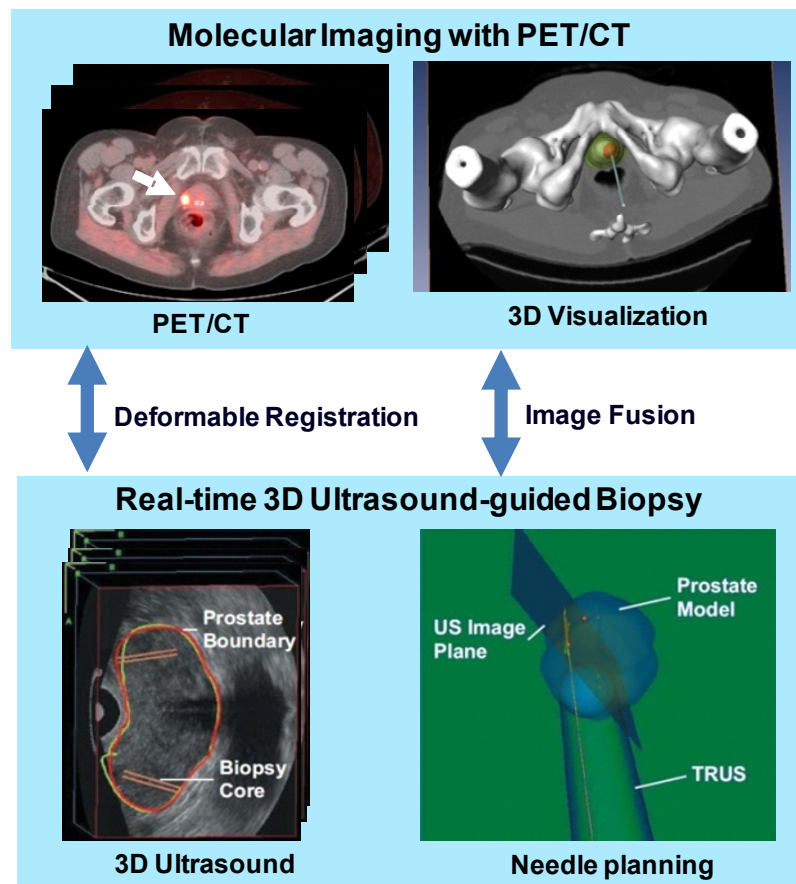 Molecular Imaging with PET/CT
PET/CT
3D Visualization
Deformable Registration
Image Fusion
Real-time 3D Ultrasound-guided Biopsy
Prostate
Boundary
Biopsy
Core
A
3D Ultrasound
US Image
Plane
Prostate
Model
TRUS
Needle planning